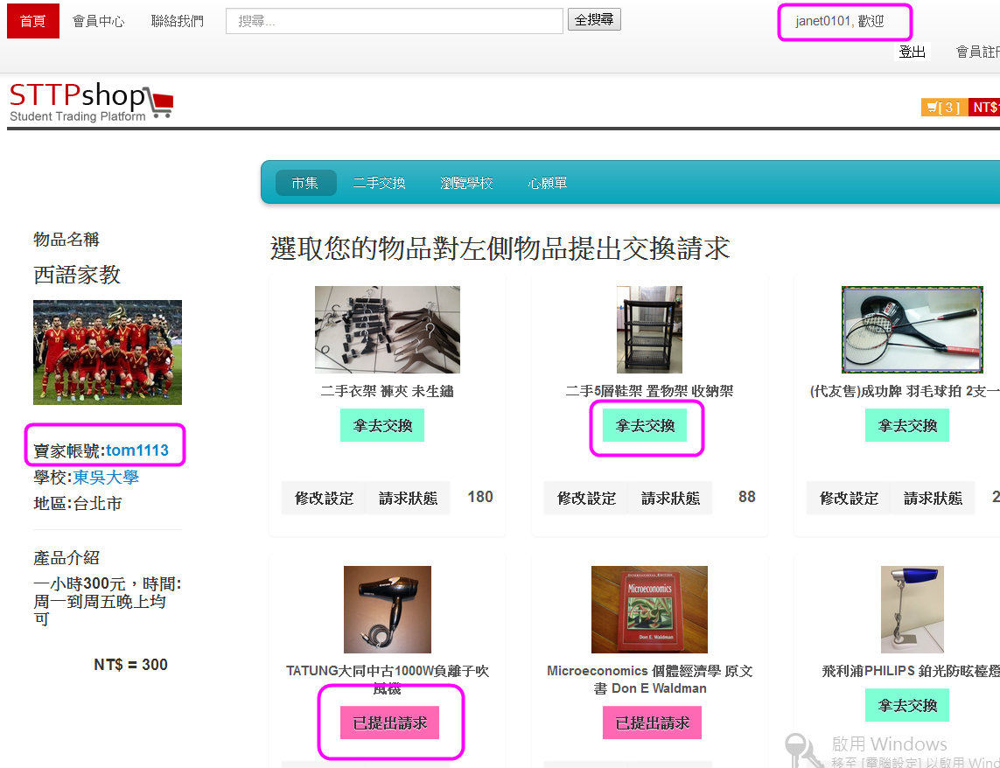 首頁 會員中心 聯絡我們 搜尋... 全搜尋 janet0101, 歡迎
登出 會員註
STTPshop
Student Trading Platform
[ 3 ] NT$
市集 二手交換 瀏覽學校 心願單
物品名稱
西語家教
賣家帳號:tom1113
學校:東吳大學
地區:台北市
產品介紹
一小時300元，時間:
周一到周五晚上均
可
NT$ = 300
選取您的物品對左側物品提出交換請求
二手衣架 褲夾 未生鏽
拿去交換
修改設定 請求狀態 180
二手5層鞋架 置物架 收納架
拿去交換
修改設定 請求狀態 88
(代友售)成功牌 羽毛球拍 2支一
拿去交換
修改設定 請求狀態 2
TATUNG大同中古1000W負離子吹
風機
已提出請求
Microeconomics
Don E. Waldman
Microeconomics 個體經濟學 原文
書 Don E Waldman
已提出請求
飛利浦PHILIPS 鉑光防眩檯燈
拿去交換
啟用 Windows
移至 [電腦設定] 以啟用 Wind